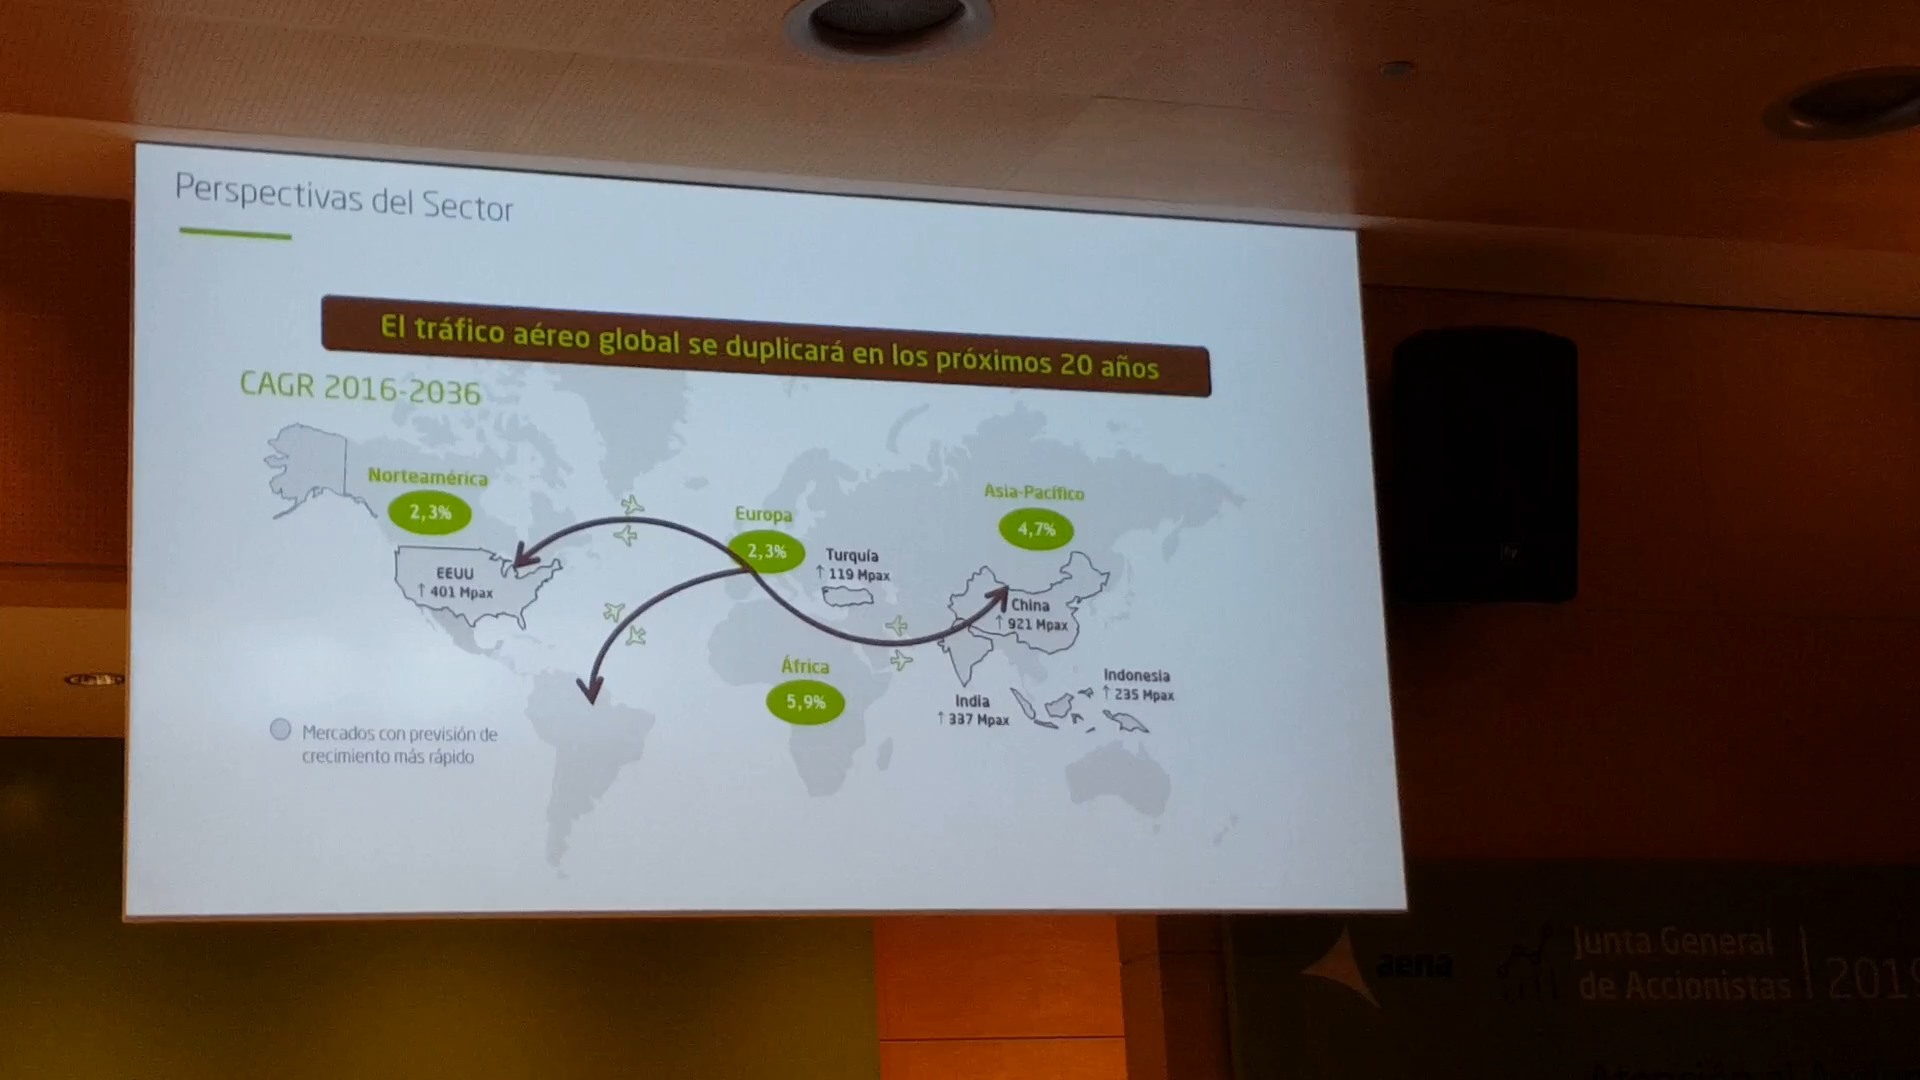 Perspectivas del Sector
El tráfico aéreo global se duplicará en los próximos 20 años
CAGR 2016-2036
Norteamérica
2,3%
EEUU
↑ 401 Mpax
Europa
2,3%
Turquía
↑ 119 Mpax
Asia-Pacífico
4,7%
China
↑ 921 Mpax
África
5,9%
India
↑ 337 Mpax
Indonesia
↑ 235 Mpax
Mercados con previsión de
crecimiento más rápido
aena
Junta General
de Accionistas
2019